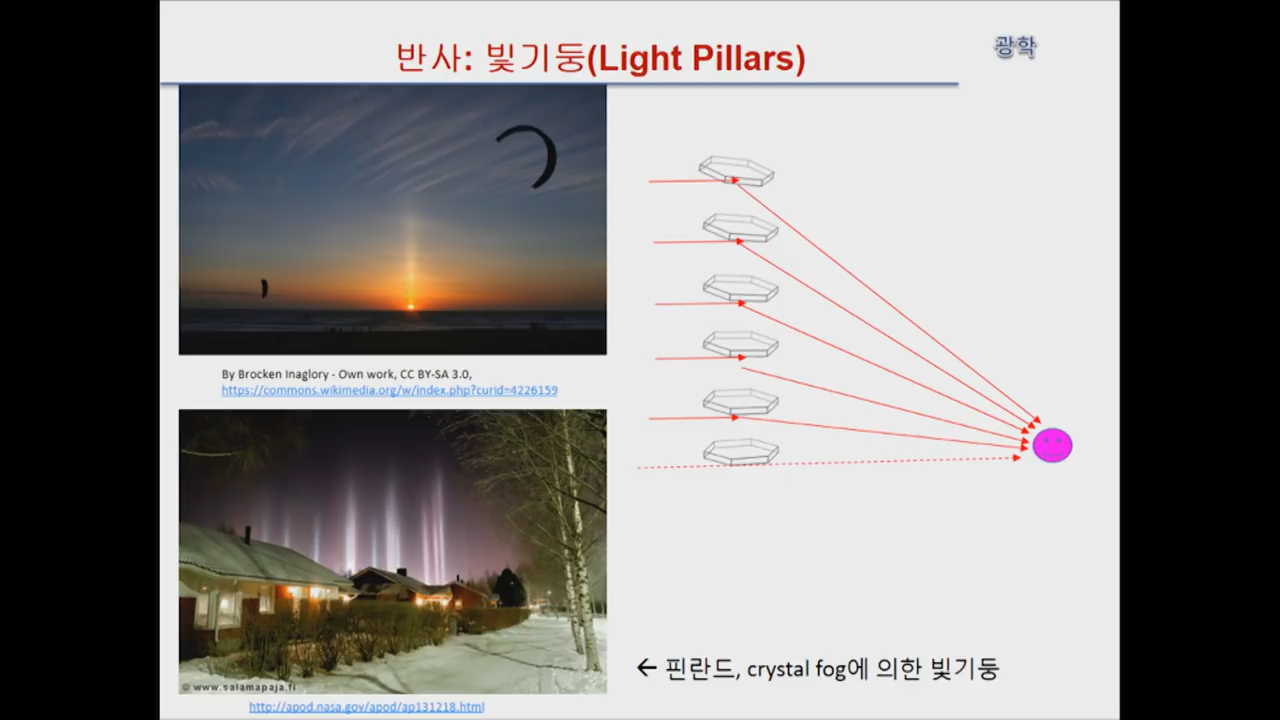 반사: 빛기둥(Light Pillars)
광학
By Brocken Inaglory - Own work, CC BY-SA 3.0,
https://commons.wikimedia.org/w/index.php?curid=4226159
© www.salamapaja.fi
← 핀란드, crystal fog에 의한 빛기둥
http://apod.nasa.gov/apod/ap131218.html